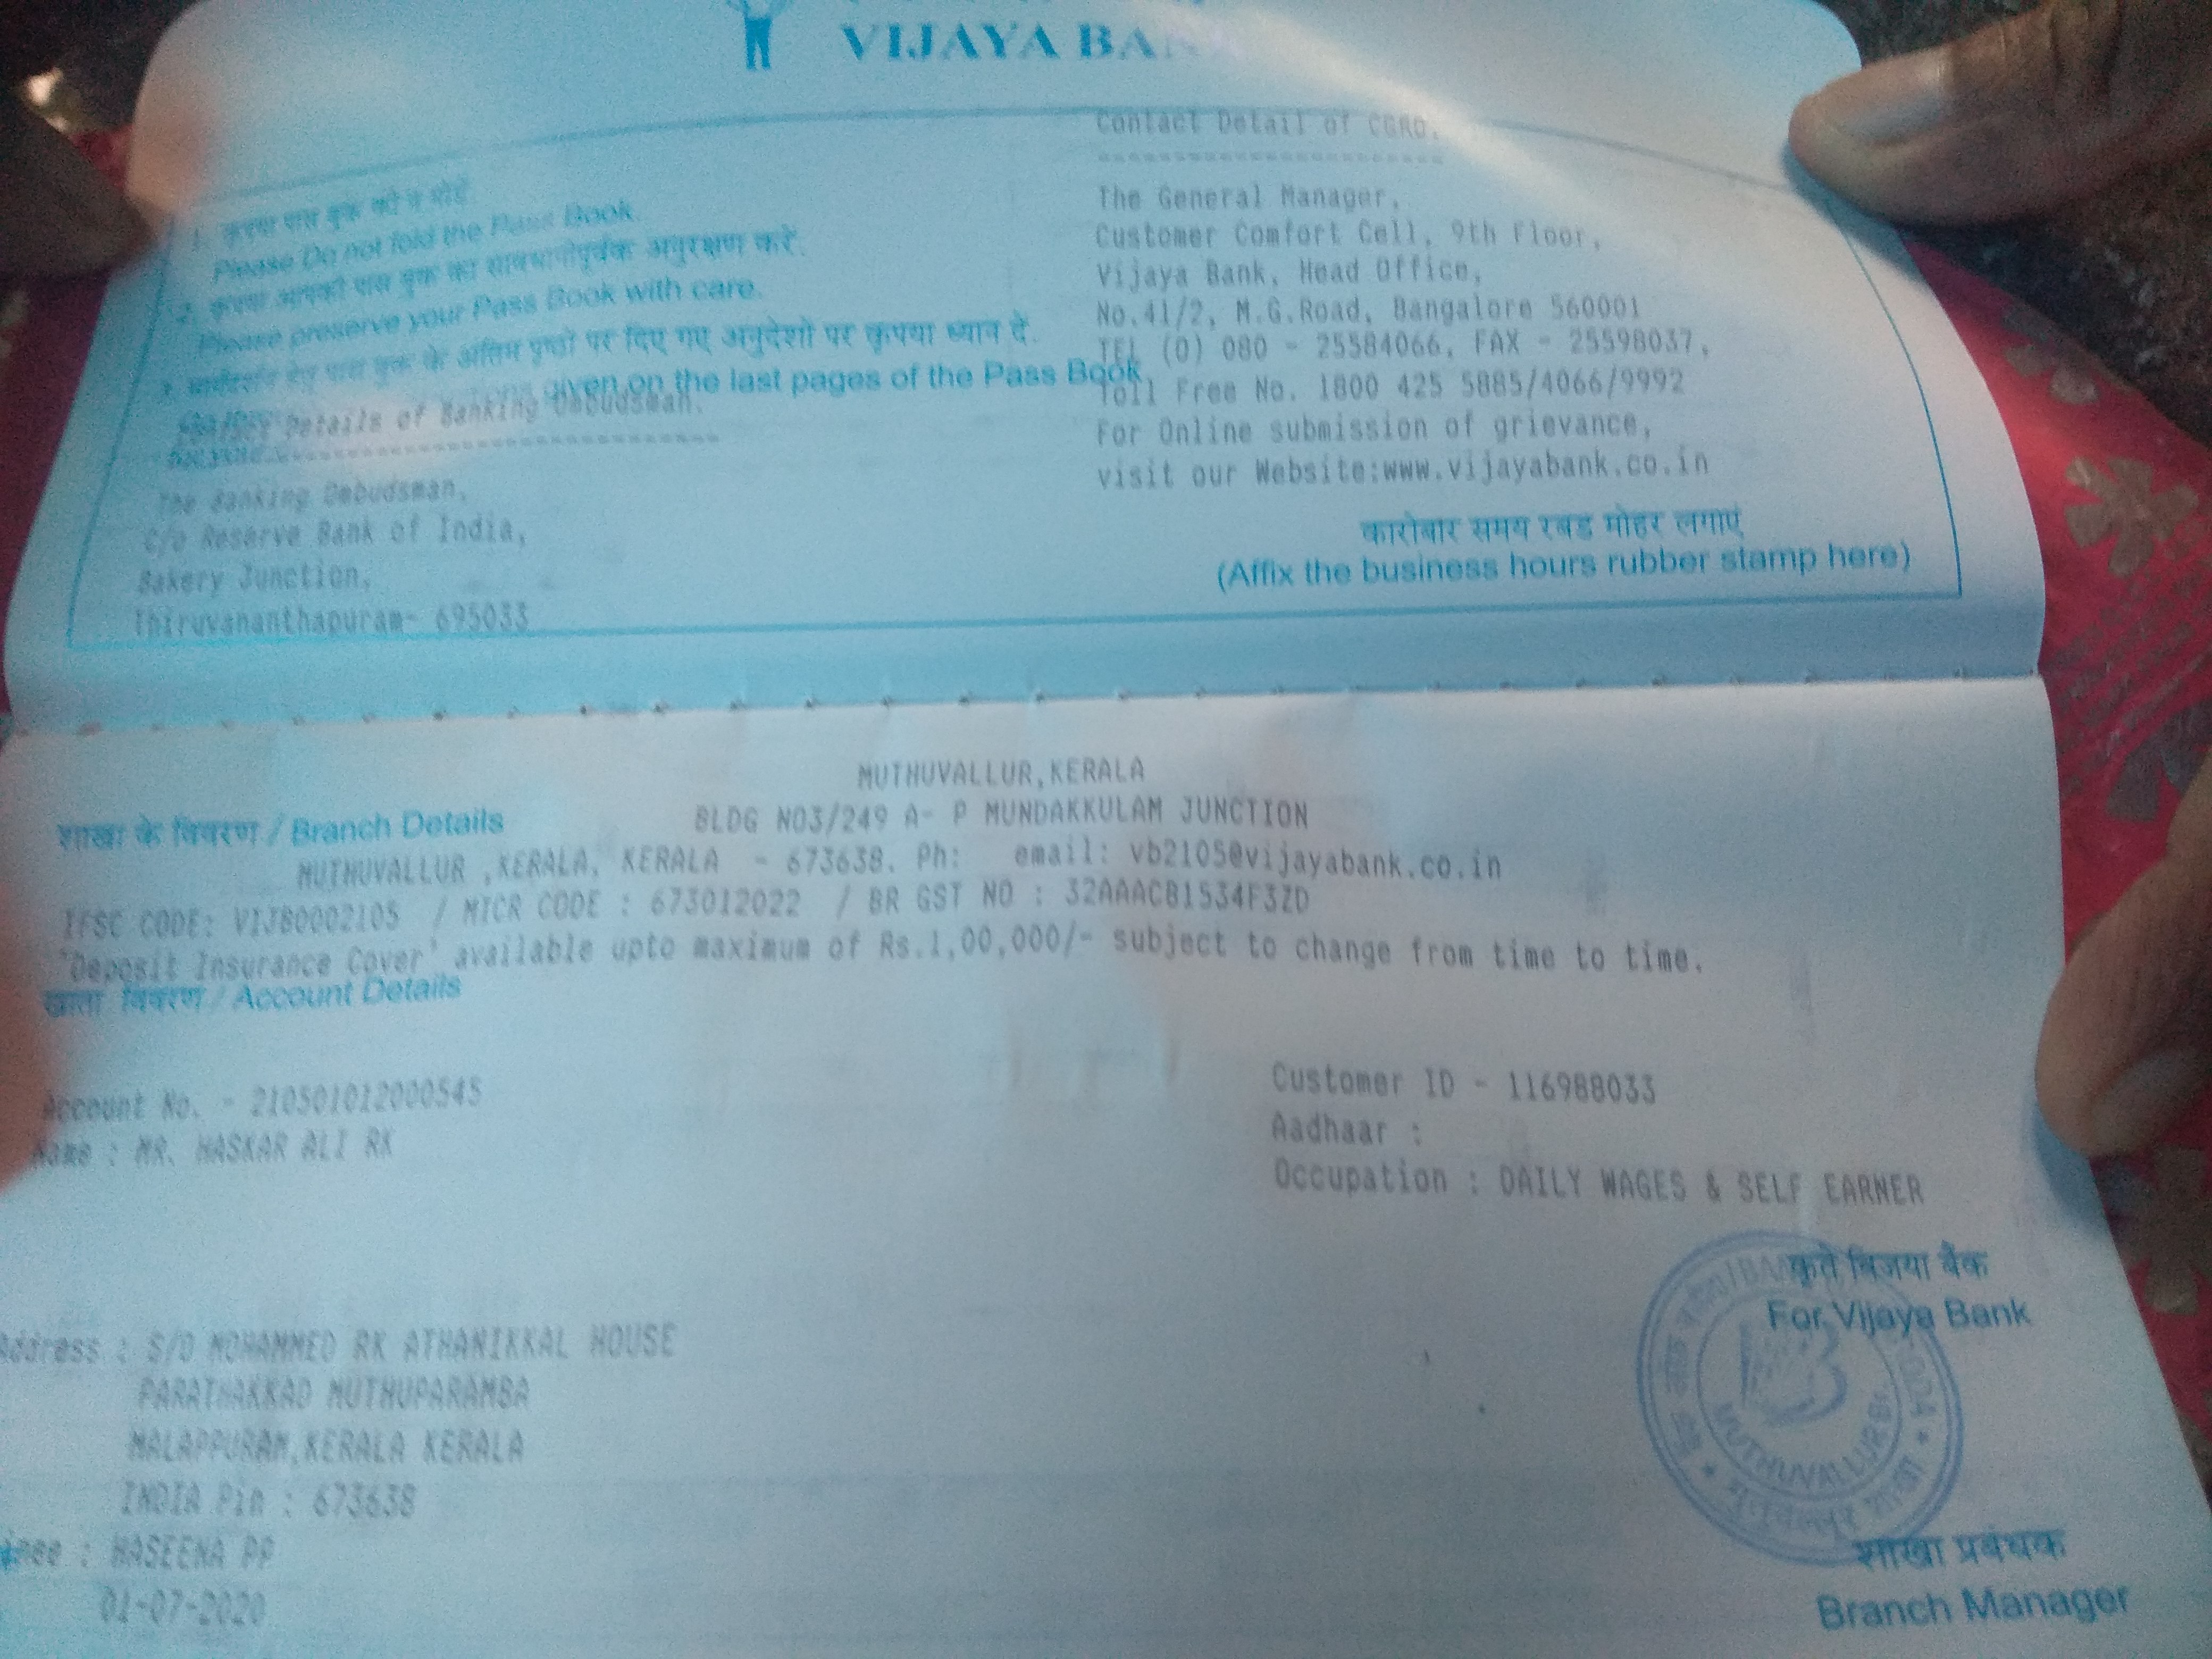 VIJAYA BA
1. कृपया पास बुक को न मोड़ें.
Please Do not fold the Pass Book.
2. कृपया आपकी पास बुक का सावधानीपूर्वक अनुरक्षण करें.
Please preserve your Pass Book with care.
3. मार्गदर्शन हेतु पास बुक के अंतिम पृष्ठों पर दिए गए अनुदेशों पर कृपया ध्यान दें.
given on the last pages of the Pass Book
Contact Details of Banking Ombudsman.
------------------------
The Banking Ombudsman,
C/o Reserve Bank of India,
Bakery Junction,
Thiruvananthapuram- 695033
Contact Detail of CGRO.
------------------------
The General Manager,
Customer Comfort Cell, 9th Floor,
Vijaya Bank, Head Office,
No.41/2, M.G.Road, Bangalore 560001
TEL (O) 080 - 25584066, FAX - 25598037,
Toll Free No. 1800 425 5885/4066/9992
For Online submission of grievance,
visit our Website:www.vijayabank.co.in
कारोबार समय रबड़ मोहर लगाएं
(Affix the business hours rubber stamp here)
MUTHUVALLUR,KERALA
शाखा के विवरण / Branch Details
BLDG NO3/249 A- P MUNDAKKULAM JUNCTION
MUTHUVALLUR ,KERALA, KERALA - 673638. Ph: email: vb2105@vijayabank.co.in
IFSC CODE: VIJB0002105 / MICR CODE : 673012022 / BR GST NO : 32AAACB1534F3ZD
'Deposit Insurance Cover' available upto maximum of Rs.1,00,000/- subject to change from time to time.
खाता विवरण / Account Details
Account No. - 210501012000545
Name : MR. HASKAR ALI RK
Customer ID - 116988033
Aadhaar :
Occupation : DAILY WAGES & SELF EARNER
Address : S/O MOHAMMED RK ATHANIKKAL HOUSE
PARATHAKKAD MUTHUPARAMBA
MALAPPURAM,KERALA KERALA
INDIA Pin : 673638
nee : HASEENA PP
01-07-2020
कृते विजया बैंक
For Vijaya Bank
MUTHUVALLUR Br.
शाखा प्रबंधक
Branch Manager